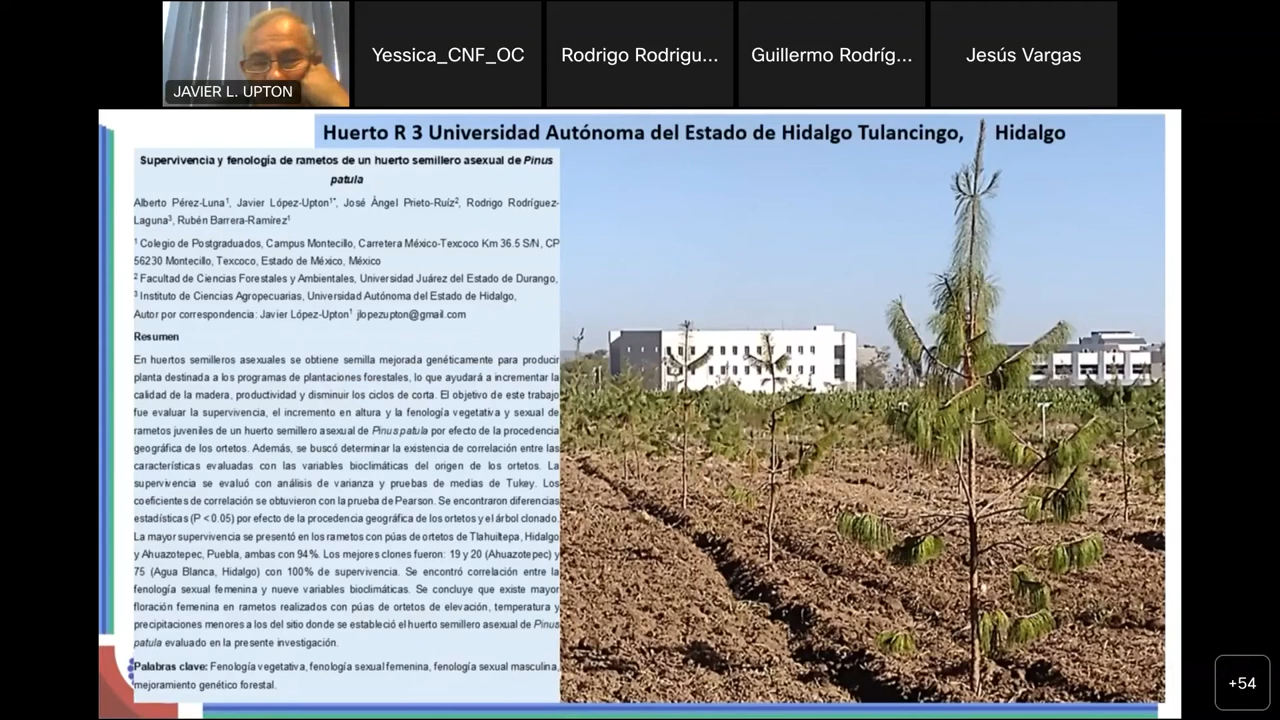 JAVIER L. UPTON
Yessica_CNF_OC
Rodrigo Rodrigu...
Guillermo Rodríg...
Jesús Vargas
Huerto R 3 Universidad Autónoma del Estado de Hidalgo Tulancingo, Hidalgo
Supervivencia y fenología de rametos de un huerto semillero asexual de Pinus
patula
Alberto Pérez-Luna¹, Javier López-Upton¹*, José Ángel Prieto-Ruíz², Rodrigo Rodríguez-
Laguna³, Rubén Barrera-Ramírez¹
¹ Colegio de Postgraduados, Campus Montecillo, Carretera México-Texcoco Km 36.5 S/N, CP
56230 Montecillo, Texcoco, Estado de México, México
² Facultad de Ciencias Forestales y Ambientales, Universidad Juárez del Estado de Durango,
³ Instituto de Ciencias Agropecuarias, Universidad Autónoma del Estado de Hidalgo,
Autor por correspondencia: Javier López-Upton¹ jlopezupton@gmail.com
Resumen
En huertos semilleros asexuales se obtiene semilla mejorada genéticamente para producir
planta destinada a los programas de plantaciones forestales, lo que ayudará a incrementar la
calidad de la madera, productividad y disminuir los ciclos de corta. El objetivo de este trabajo
fue evaluar la supervivencia, el incremento en altura y la fenología vegetativa y sexual de
rametos juveniles de un huerto semillero asexual de Pinus patula por efecto de la procedencia
geográfica de los ortetos. Además, se buscó determinar la existencia de correlación entre las
características evaluadas con las variables bioclimáticas del origen de los ortetos. La
supervivencia se evaluó con análisis de varianza y pruebas de medias de Tukey. Los
coeficientes de correlación se obtuvieron con la prueba de Pearson. Se encontraron diferencias
estadísticas (P < 0.05) por efecto de la procedencia geográfica de los ortetos y el árbol clonado.
La mayor supervivencia se presentó en los rametos con púas de ortetos de Tlahuiltepa, Hidalgo
y Ahuazotepec, Puebla, ambas con 94%. Los mejores clones fueron: 19 y 20 (Ahuazotepec) y
75 (Agua Blanca, Hidalgo) con 100% de supervivencia. Se encontró correlación entre la
fenología sexual femenina y nueve variables bioclimáticas. Se concluye que existe mayor
floración femenina en rametos realizados con púas de ortetos de elevación, temperatura y
precipitaciones menores a los del sitio donde se estableció el huerto semillero asexual de Pinus
patula evaluado en la presente investigación.
Palabras clave: Fenología vegetativa, fenología sexual femenina, fenología sexual masculina,
mejoramiento genético forestal.
+54